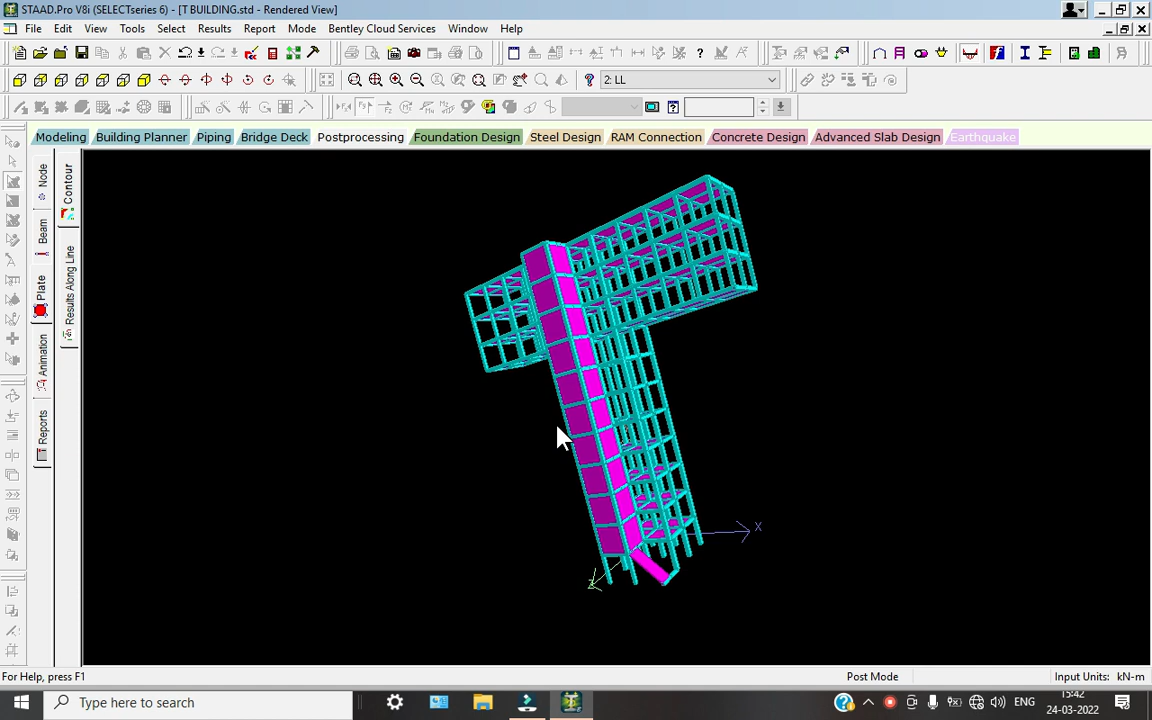 STAAD.Pro V8i (SELECTseries 6) - [T BUILDING.std - Rendered View]
File Edit View Tools Select Results Report Mode Bentley Cloud Services Window Help
2: LL
Modeling Building Planner Piping Bridge Deck Postprocessing Foundation Design Steel Design RAM Connection Concrete Design Advanced Slab Design Earthquake
Node
Beam
Plate
Animation
Reports
Contour
Results Along Line
X
Z
For Help, press F1 Post Mode Input Units: kN-m
Type here to search
ENG
15:42
24-03-2022